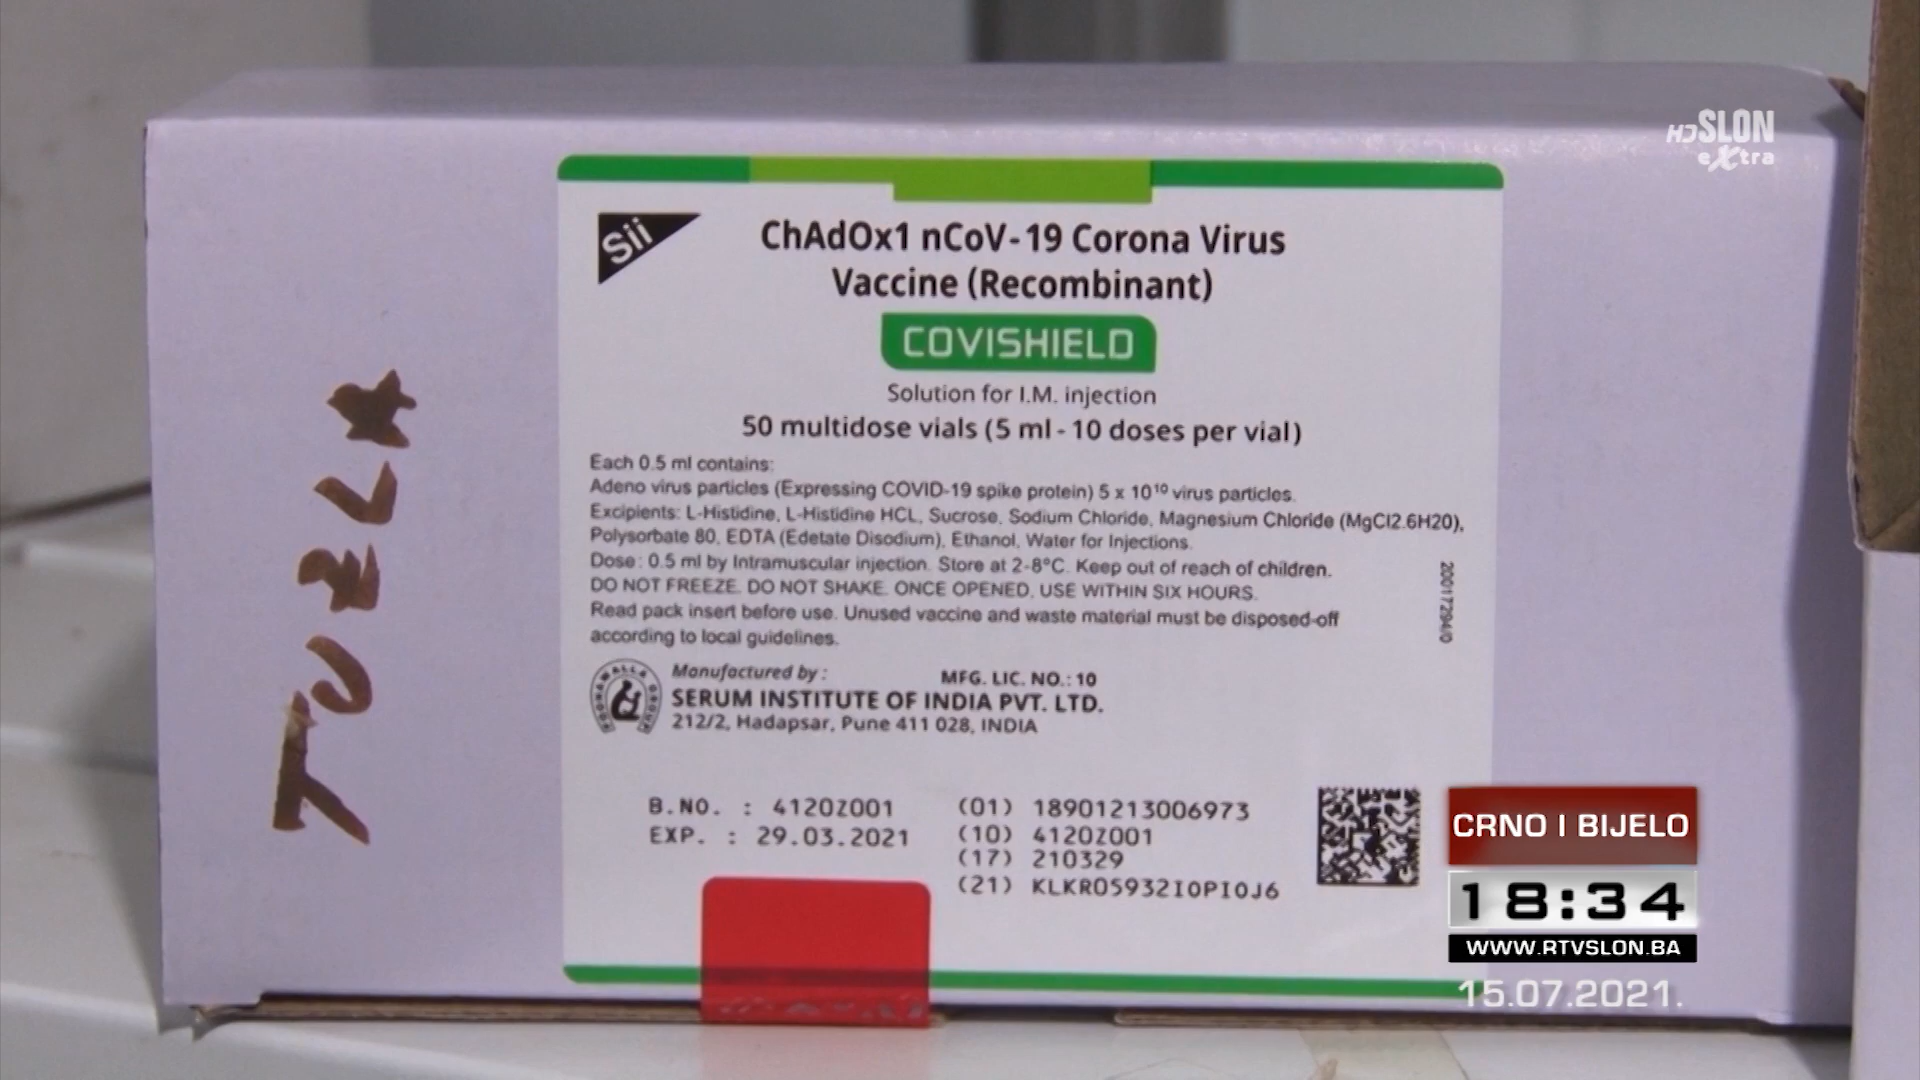 HD SLON
eXtra
Sii
ChAdOx1 nCoV-19 Corona Virus
Vaccine (Recombinant)
COVISHIELD
Solution for I.M. injection
50 multidose vials (5 ml - 10 doses per vial)
Each 0.5 ml contains:
Adeno virus particles (Expressing COVID-19 spike protein) 5 x 10¹⁰ virus particles.
Excipients: L-Histidine, L-Histidine HCL, Sucrose, Sodium Chloride, Magnesium Chloride (MgCl2.6H20),
Polysorbate 80, EDTA (Edetate Disodium), Ethanol, Water for Injections.
Dose: 0.5 ml by Intramuscular injection. Store at 2-8°C. Keep out of reach of children.
DO NOT FREEZE. DO NOT SHAKE. ONCE OPENED, USE WITHIN SIX HOURS.
Read pack insert before use. Unused vaccine and waste material must be disposed-off
according to local guidelines.
20017294/0
Manufactured by : MFG. LIC. NO.: 10
SERUM INSTITUTE OF INDIA PVT. LTD.
212/2, Hadapsar, Pune 411 028, INDIA
POONAWALLA GROUP
B.NO. : 4120Z001
EXP. : 29.03.2021
(01) 18901213006973
(10) 4120Z001
(17) 210329
(21) KLKR05932I0PI0J6
TUZLA
CRNO I BIJELO
18:34
WWW.RTVSLON.BA
15.07.2021.